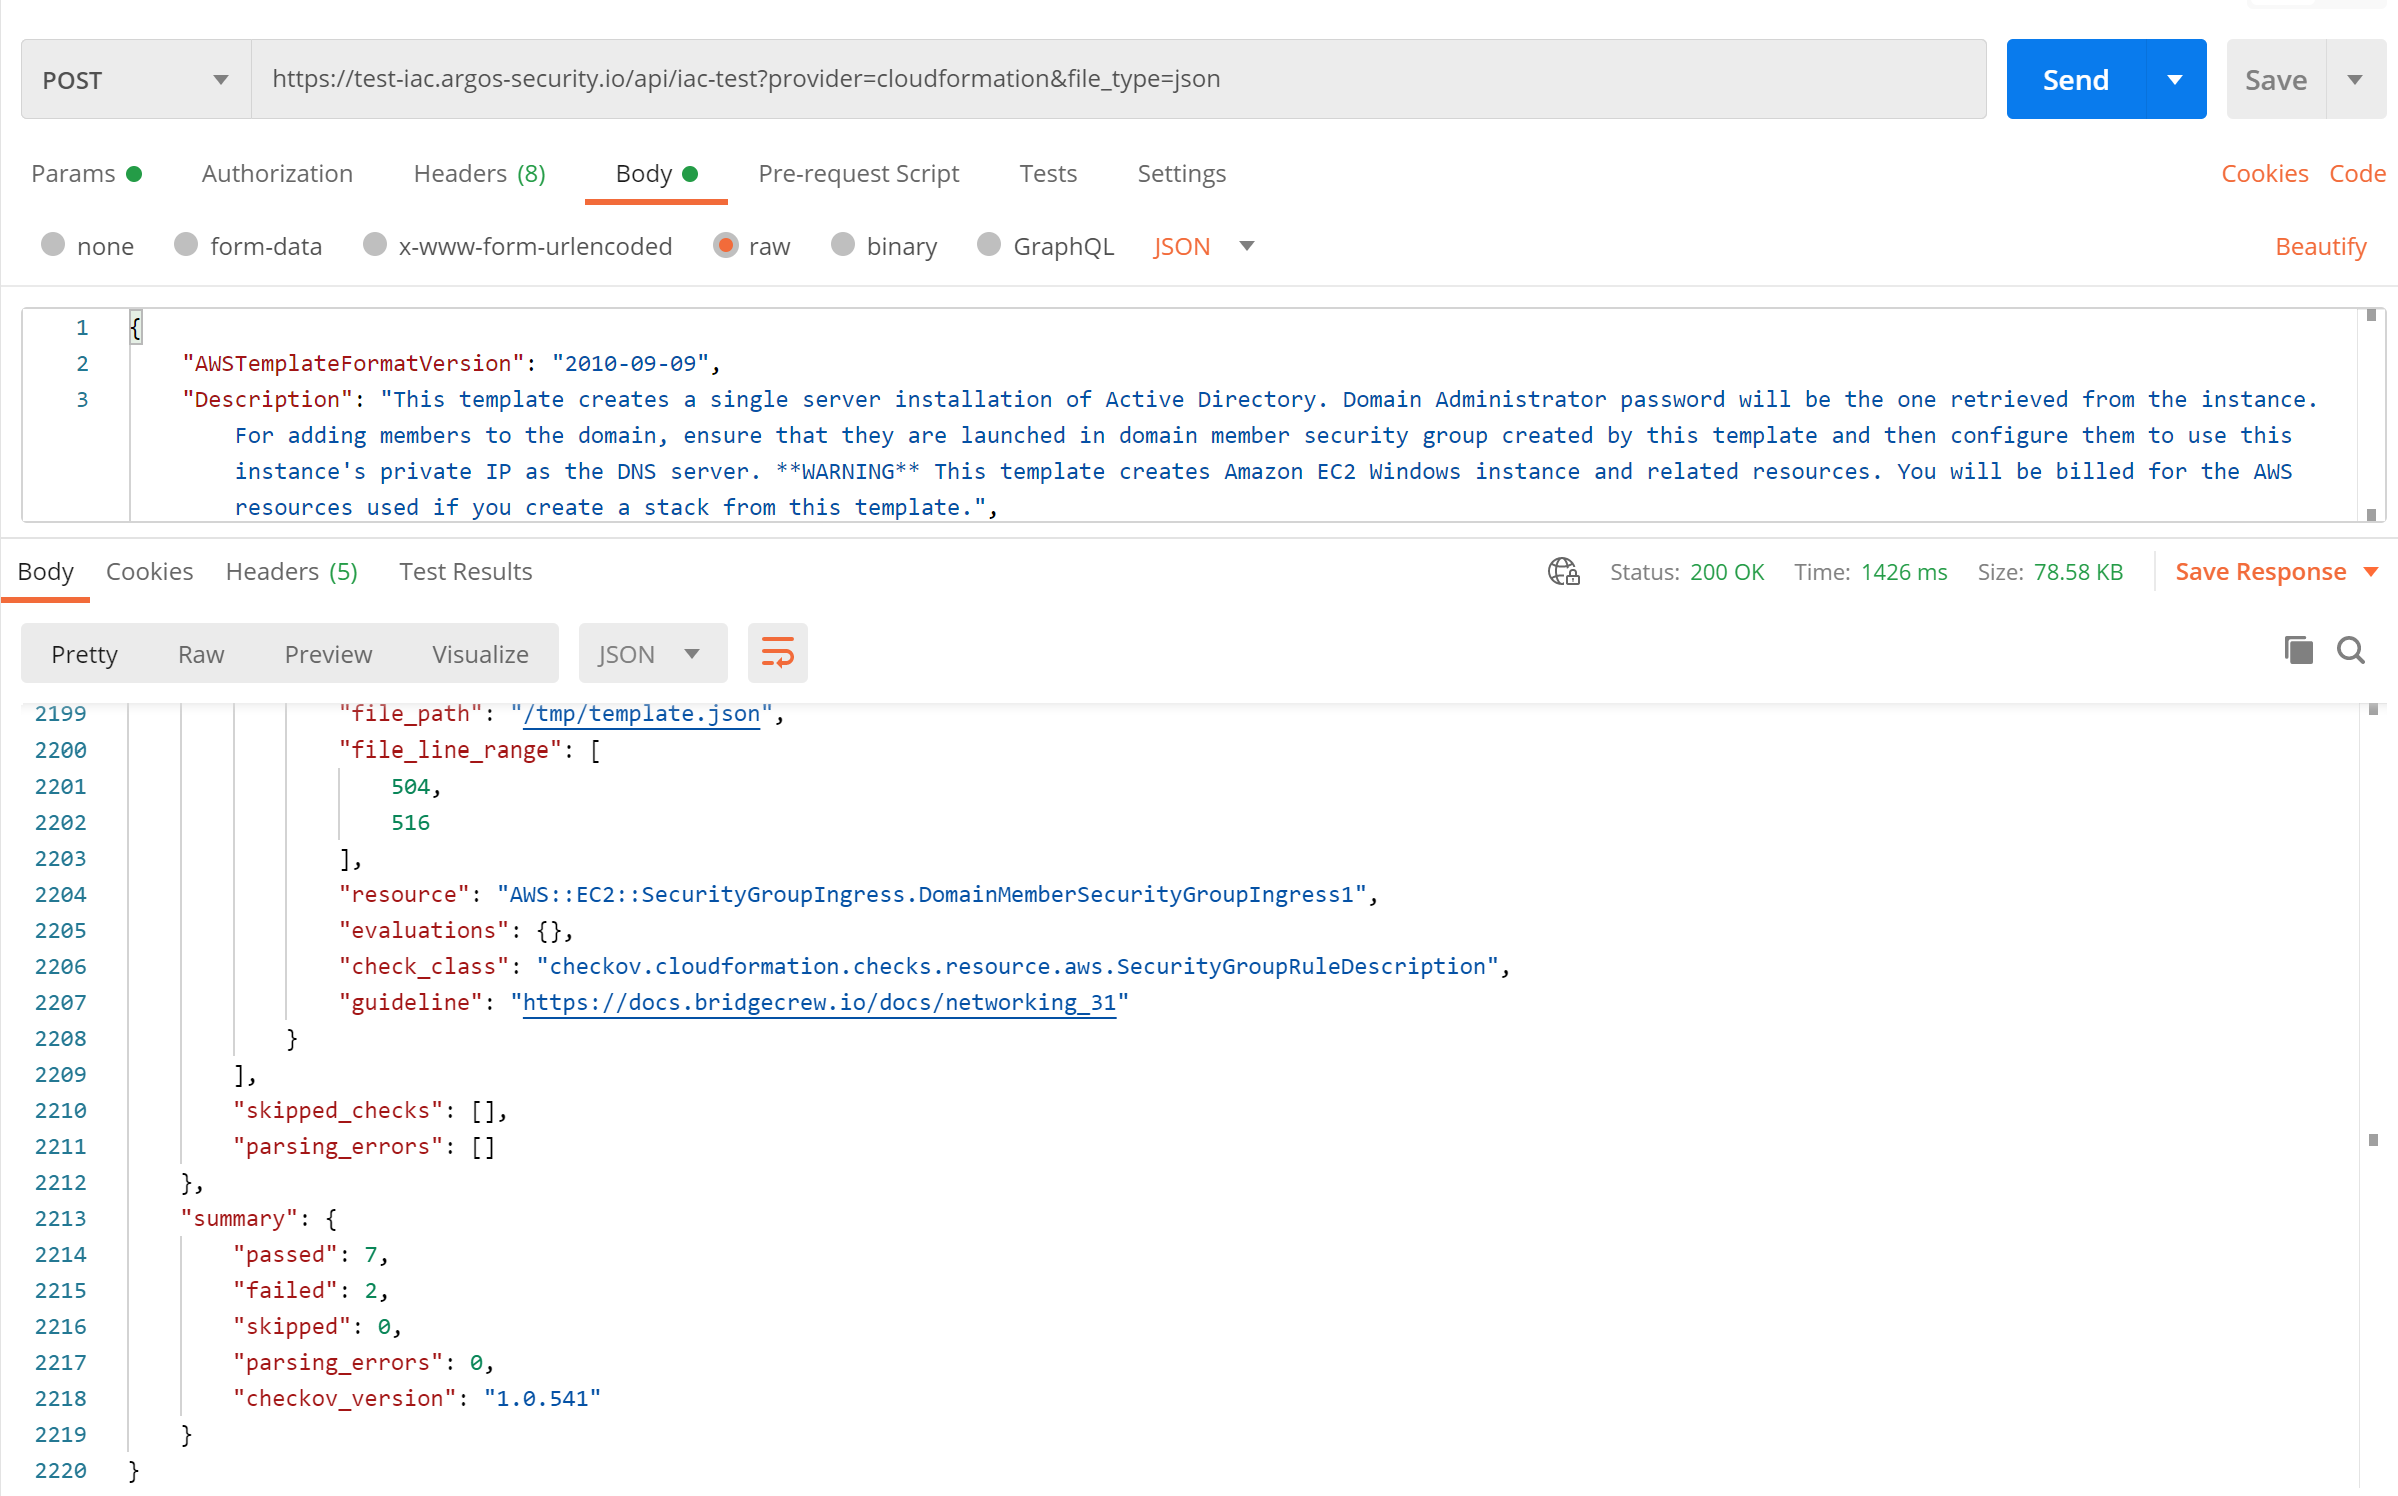 POST https://test-iac.argos-security.io/api/iac-test?provider=cloudformation&file_type=json Send Save
Params Authorization Headers (8) Body Pre-request Script Tests Settings Cookies Code
none form-data x-www-form-urlencoded raw binary GraphQL JSON Beautify
1 {
2 "AWSTemplateFormatVersion": "2010-09-09",
3 "Description": "This template creates a single server installation of Active Directory. Domain Administrator password will be the one retrieved from the instance.
For adding members to the domain, ensure that they are launched in domain member security group created by this template and then configure them to use this
instance's private IP as the DNS server. **WARNING** This template creates Amazon EC2 Windows instance and related resources. You will be billed for the AWS
resources used if you create a stack from this template.",
Body Cookies Headers (5) Test Results Status: 200 OK Time: 1426 ms Size: 78.58 KB Save Response
Pretty Raw Preview Visualize JSON
2199 "file_path": "/tmp/template.json",
2200 "file_line_range": [
2201 504,
2202 516
2203 ],
2204 "resource": "AWS::EC2::SecurityGroupIngress.DomainMemberSecurityGroupIngress1",
2205 "evaluations": {},
2206 "check_class": "checkov.cloudformation.checks.resource.aws.SecurityGroupRuleDescription",
2207 "guideline": "https://docs.bridgecrew.io/docs/networking_31"
2208 }
2209 ],
2210 "skipped_checks": [],
2211 "parsing_errors": []
2212 },
2213 "summary": {
2214 "passed": 7,
2215 "failed": 2,
2216 "skipped": 0,
2217 "parsing_errors": 0,
2218 "checkov_version": "1.0.541"
2219 }
2220 }